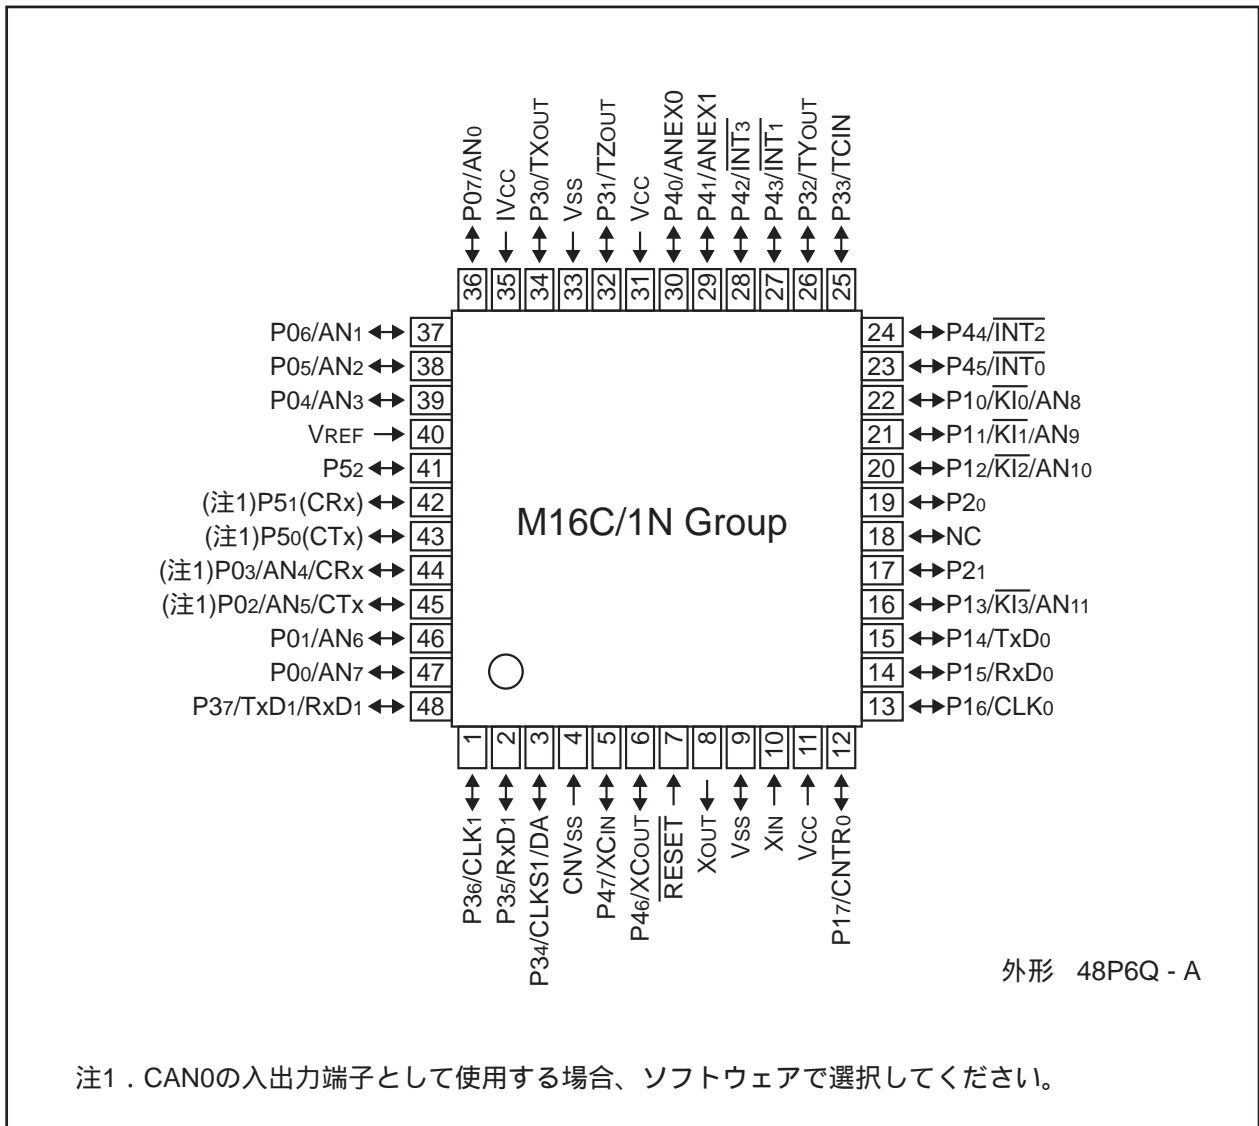 P07/AN0
IVCC
P30/TXOUT
VSS
P31/TZOUT
VCC
P40/ANEX0
P41/ANEX1
P42/INT3
P43/INT1
P32/TYOUT
P33/TCIN
36 35 34 33 32 31 30 29 28 27 26 25
P06/AN1 37
P05/AN2 38
P04/AN3 39
VREF 40
P52 41
(注1)P51(CRx) 42
(注1)P50(CTx) 43
(注1)P03/AN4/CRx 44
(注1)P02/AN5/CTx 45
P01/AN6 46
P00/AN7 47
P37/TxD1/RxD1 48
M16C/1N Group
24 P44/INT2
23 P45/INT0
22 P10/KI0/AN8
21 P11/KI1/AN9
20 P12/KI2/AN10
19 P20
18 NC
17 P21
16 P13/KI3/AN11
15 P14/TxD0
14 P15/RxD0
13 P16/CLK0
1 2 3 4 5 6 7 8 9 10 11 12
P36/CLK1
P35/RxD1
P34/CLKS1/DA
CNVSS
P47/XCIN
P46/XCOUT
RESET
XOUT
VSS
XIN
VCC
P17/CNTR0
外形 48P6Q - A
注1．CAN0の入出力端子として使用する場合、ソフトウェアで選択してください。